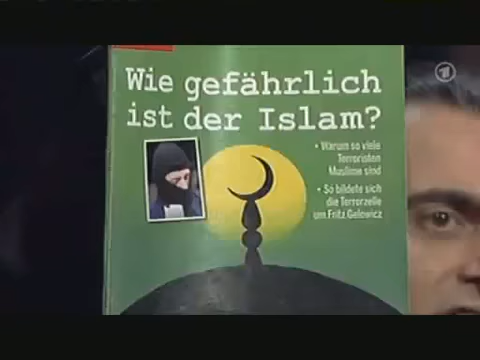 Wie gefährlich
ist der Islam?
• Warum so viele
Terroristen
Muslime sind
• So bildete sich
die Terrorzelle
um Fritz Gelowicz